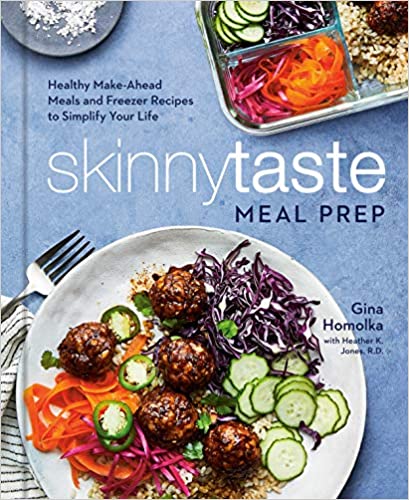 Healthy Make-Ahead
Meals and Freezer Recipes
to Simplify Your Life
skinnytaste
MEAL PREP
Gina
Homolka
with Heather K.
Jones, R.D.